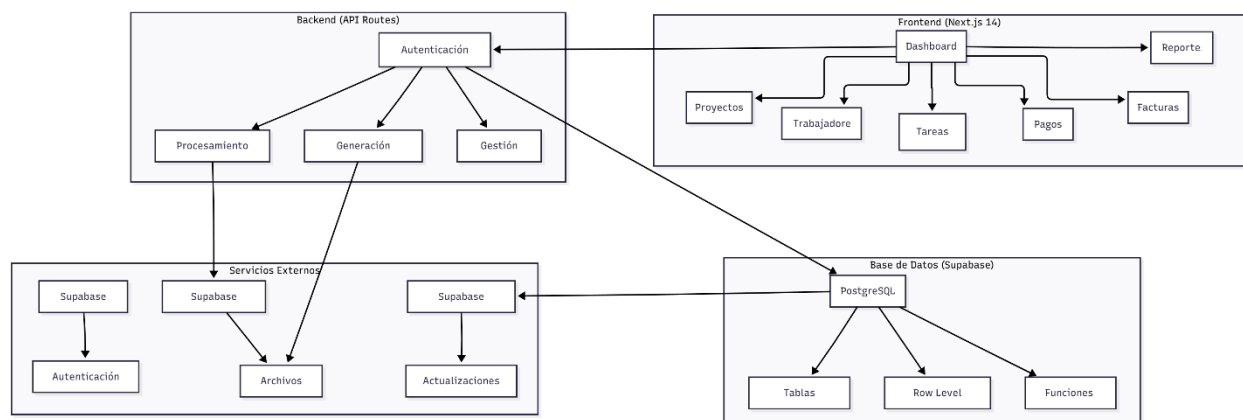 Backend (API Routes)
Autenticación
Procesamiento
Generación
Gestión
Frontend (Next.js 14)
Dashboard
Reporte
Proyectos
Trabajadore
Tareas
Pagos
Facturas
Servicios Externos
Supabase
Supabase
Supabase
Autenticación
Archivos
Actualizaciones
Base de Datos (Supabase)
PostgreSQL
Tablas
Row Level
Funciones